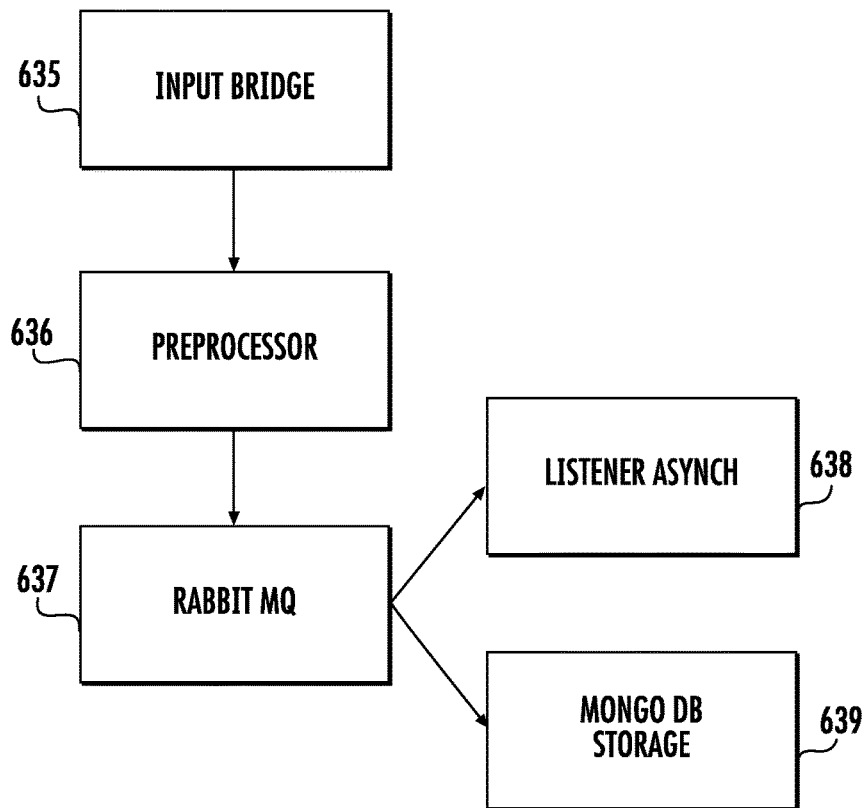 635
INPUT BRIDGE
636
PREPROCESSOR
637
RABBIT MQ
LISTENER ASYNCH
638
MONGO DB
STORAGE
639